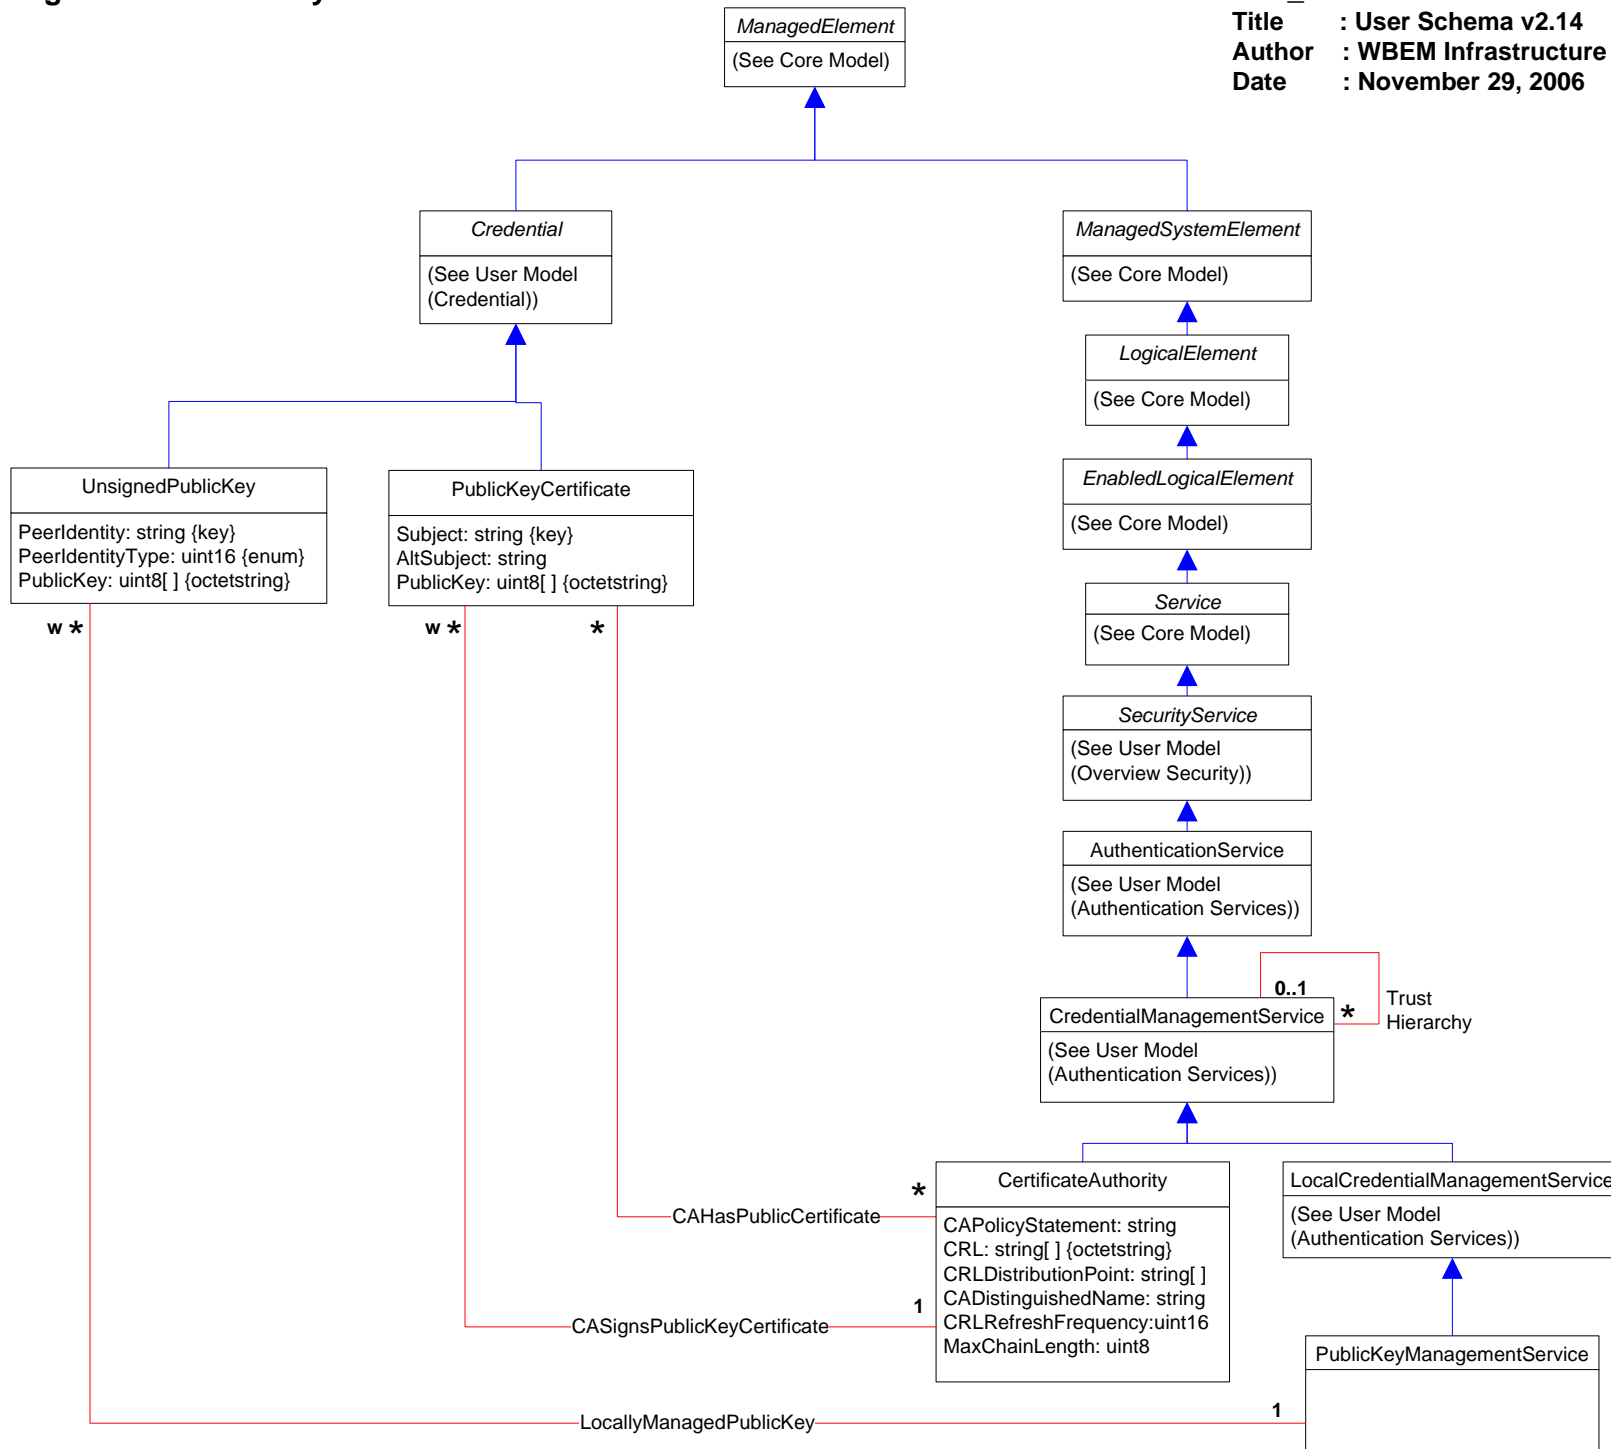 Title : User Schema v2.14
Author : WBEM Infrastructure
Date : November 29, 2006
ManagedElement
(See Core Model)
Credential
(See User Model
(Credential))
ManagedSystemElement
(See Core Model)
LogicalElement
(See Core Model)
EnabledLogicalElement
(See Core Model)
UnsignedPublicKey
PeerIdentity: string {key}
PeerIdentityType: uint16 {enum}
PublicKey: uint8[ ] {octetstring}
PublicKeyCertificate
Subject: string {key}
AltSubject: string
PublicKey: uint8[ ] {octetstring}
w *
w *
*
Service
(See Core Model)
SecurityService
(See User Model
(Overview Security))
AuthenticationService
(See User Model
(Authentication Services))
0..1
*
Trust
Hierarchy
CredentialManagementService
(See User Model
(Authentication Services))
CertificateAuthority
CAPolicyStatement: string
CRL: string[ ] {octetstring}
CRLDistributionPoint: string[ ]
CADistinguishedName: string
CRLRefreshFrequency:uint16
MaxChainLength: uint8
LocalCredentialManagementService
(See User Model
(Authentication Services))
*
CAHasPublicCertificate
1
CASignsPublicKeyCertificate
PublicKeyManagementService
1
LocallyManagedPublicKey